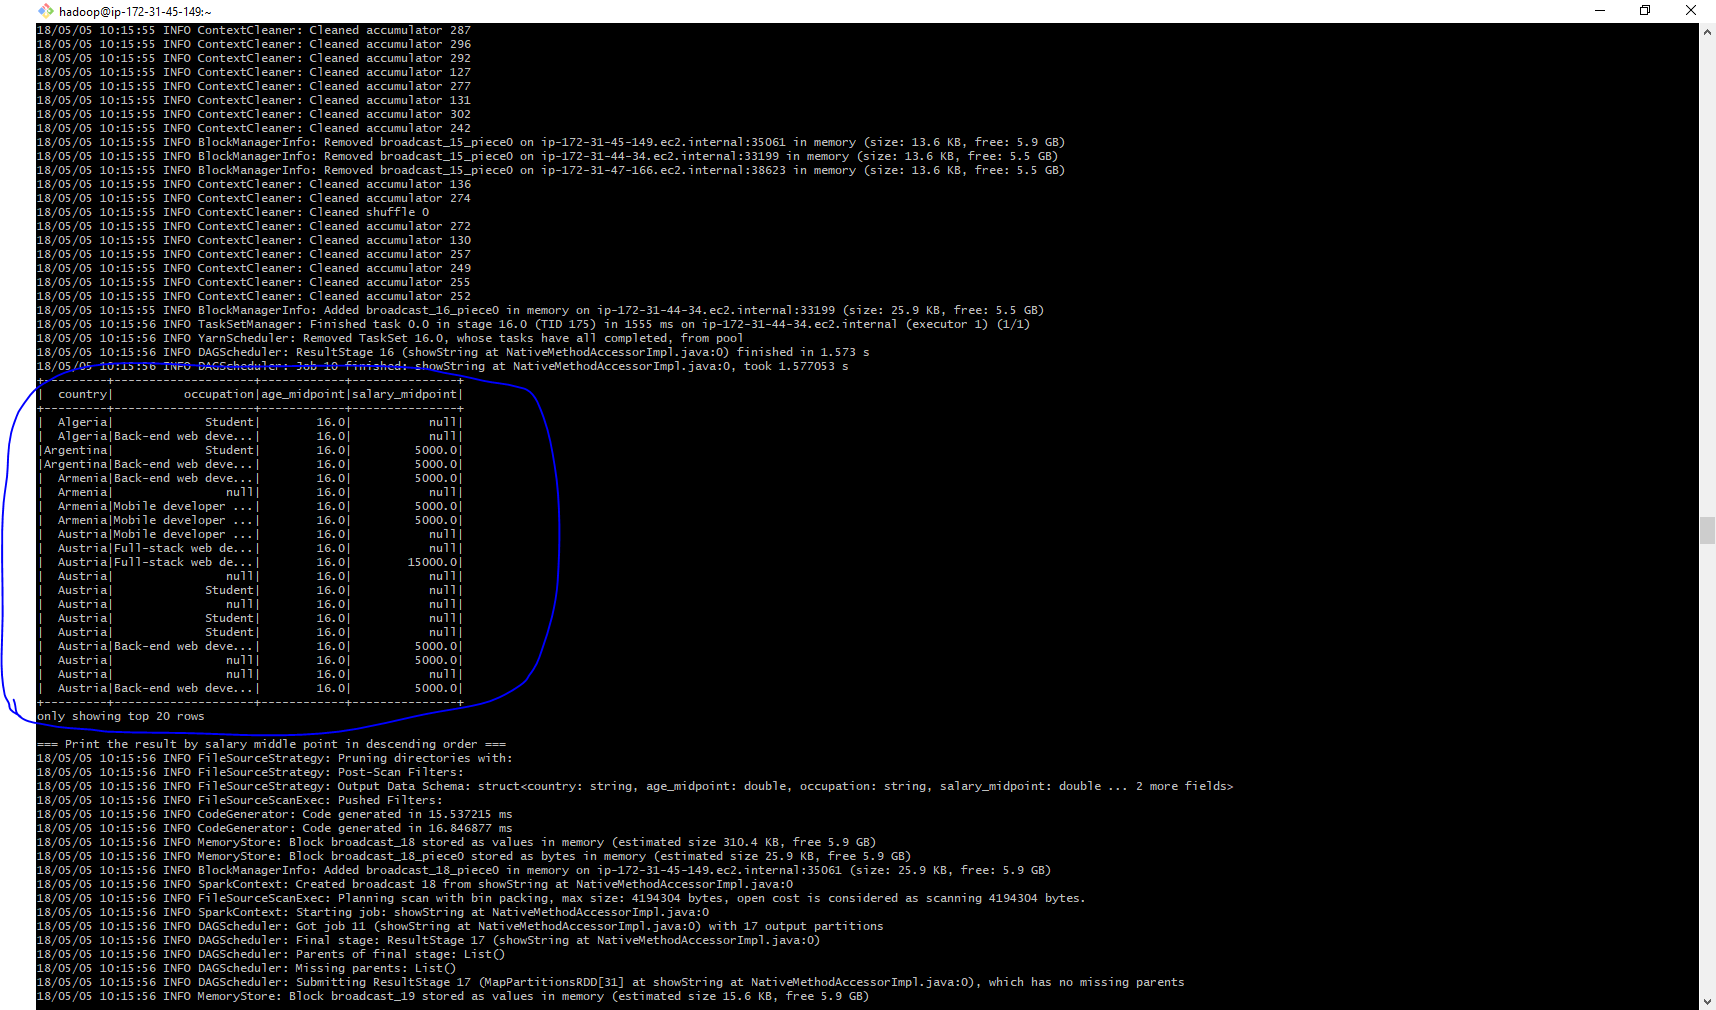 hadoop@ip-172-31-45-149:~
18/05/05 10:15:55 INFO ContextCleaner: Cleaned accumulator 287
18/05/05 10:15:55 INFO ContextCleaner: Cleaned accumulator 296
18/05/05 10:15:55 INFO ContextCleaner: Cleaned accumulator 292
18/05/05 10:15:55 INFO ContextCleaner: Cleaned accumulator 127
18/05/05 10:15:55 INFO ContextCleaner: Cleaned accumulator 277
18/05/05 10:15:55 INFO ContextCleaner: Cleaned accumulator 131
18/05/05 10:15:55 INFO ContextCleaner: Cleaned accumulator 302
18/05/05 10:15:55 INFO ContextCleaner: Cleaned accumulator 242
18/05/05 10:15:55 INFO BlockManagerInfo: Removed broadcast_15_piece0 on ip-172-31-45-149.ec2.internal:35061 in memory (size: 13.6 KB, free: 5.9 GB)
18/05/05 10:15:55 INFO BlockManagerInfo: Removed broadcast_15_piece0 on ip-172-31-44-34.ec2.internal:33199 in memory (size: 13.6 KB, free: 5.5 GB)
18/05/05 10:15:55 INFO BlockManagerInfo: Removed broadcast_15_piece0 on ip-172-31-47-166.ec2.internal:38623 in memory (size: 13.6 KB, free: 5.5 GB)
18/05/05 10:15:55 INFO ContextCleaner: Cleaned accumulator 136
18/05/05 10:15:55 INFO ContextCleaner: Cleaned accumulator 274
18/05/05 10:15:55 INFO ContextCleaner: Cleaned shuffle 0
18/05/05 10:15:55 INFO ContextCleaner: Cleaned accumulator 272
18/05/05 10:15:55 INFO ContextCleaner: Cleaned accumulator 130
18/05/05 10:15:55 INFO ContextCleaner: Cleaned accumulator 257
18/05/05 10:15:55 INFO ContextCleaner: Cleaned accumulator 249
18/05/05 10:15:55 INFO ContextCleaner: Cleaned accumulator 255
18/05/05 10:15:55 INFO ContextCleaner: Cleaned accumulator 252
18/05/05 10:15:55 INFO BlockManagerInfo: Added broadcast_16_piece0 in memory on ip-172-31-44-34.ec2.internal:33199 (size: 25.9 KB, free: 5.5 GB)
18/05/05 10:15:56 INFO TaskSetManager: Finished task 0.0 in stage 16.0 (TID 175) in 1555 ms on ip-172-31-44-34.ec2.internal (executor 1) (1/1)
18/05/05 10:15:56 INFO YarnScheduler: Removed TaskSet 16.0, whose tasks have all completed, from pool
18/05/05 10:15:56 INFO DAGScheduler: ResultStage 16 (showString at NativeMethodAccessorImpl.java:0) finished in 1.573 s
18/05/05 10:15:56 INFO DAGScheduler: Job 10 finished: showString at NativeMethodAccessorImpl.java:0, took 1.577053 s
+---------+--------------------+------------+---------------+
|  country|          occupation|age_midpoint|salary_midpoint|
+---------+--------------------+------------+---------------+
|  Algeria|             Student|        16.0|           null|
|  Algeria|Back-end web deve...|        16.0|           null|
|Argentina|             Student|        16.0|         5000.0|
|Argentina|Back-end web deve...|        16.0|         5000.0|
|  Armenia|Back-end web deve...|        16.0|         5000.0|
|  Armenia|                null|        16.0|           null|
|  Armenia|Mobile developer ...|        16.0|         5000.0|
|  Armenia|Mobile developer ...|        16.0|         5000.0|
|  Austria|Mobile developer ...|        16.0|           null|
|  Austria|Full-stack web de...|        16.0|           null|
|  Austria|Full-stack web de...|        16.0|        15000.0|
|  Austria|                null|        16.0|           null|
|  Austria|             Student|        16.0|           null|
|  Austria|                null|        16.0|           null|
|  Austria|             Student|        16.0|           null|
|  Austria|             Student|        16.0|           null|
|  Austria|Back-end web deve...|        16.0|         5000.0|
|  Austria|                null|        16.0|         5000.0|
|  Austria|                null|        16.0|           null|
|  Austria|Back-end web deve...|        16.0|         5000.0|
+---------+--------------------+------------+---------------+
only showing top 20 rows
=== Print the result by salary middle point in descending order ===
18/05/05 10:15:56 INFO FileSourceStrategy: Pruning directories with:
18/05/05 10:15:56 INFO FileSourceStrategy: Post-Scan Filters:
18/05/05 10:15:56 INFO FileSourceStrategy: Output Data Schema: struct<country: string, age_midpoint: double, occupation: string, salary_midpoint: double ... 2 more fields>
18/05/05 10:15:56 INFO FileSourceScanExec: Pushed Filters:
18/05/05 10:15:56 INFO CodeGenerator: Code generated in 15.537215 ms
18/05/05 10:15:56 INFO CodeGenerator: Code generated in 16.846877 ms
18/05/05 10:15:56 INFO MemoryStore: Block broadcast_18 stored as values in memory (estimated size 310.4 KB, free 5.9 GB)
18/05/05 10:15:56 INFO MemoryStore: Block broadcast_18_piece0 stored as bytes in memory (estimated size 25.9 KB, free 5.9 GB)
18/05/05 10:15:56 INFO BlockManagerInfo: Added broadcast_18_piece0 in memory on ip-172-31-45-149.ec2.internal:35061 (size: 25.9 KB, free: 5.9 GB)
18/05/05 10:15:56 INFO SparkContext: Created broadcast 18 from showString at NativeMethodAccessorImpl.java:0
18/05/05 10:15:56 INFO FileSourceScanExec: Planning scan with bin packing, max size: 4194304 bytes, open cost is considered as scanning 4194304 bytes.
18/05/05 10:15:56 INFO SparkContext: Starting job: showString at NativeMethodAccessorImpl.java:0
18/05/05 10:15:56 INFO DAGScheduler: Got job 11 (showString at NativeMethodAccessorImpl.java:0) with 17 output partitions
18/05/05 10:15:56 INFO DAGScheduler: Final stage: ResultStage 17 (showString at NativeMethodAccessorImpl.java:0)
18/05/05 10:15:56 INFO DAGScheduler: Parents of final stage: List()
18/05/05 10:15:56 INFO DAGScheduler: Missing parents: List()
18/05/05 10:15:56 INFO DAGScheduler: Submitting ResultStage 17 (MapPartitionsRDD[31] at showString at NativeMethodAccessorImpl.java:0), which has no missing parents
18/05/05 10:15:56 INFO MemoryStore: Block broadcast_19 stored as values in memory (estimated size 15.6 KB, free 5.9 GB)